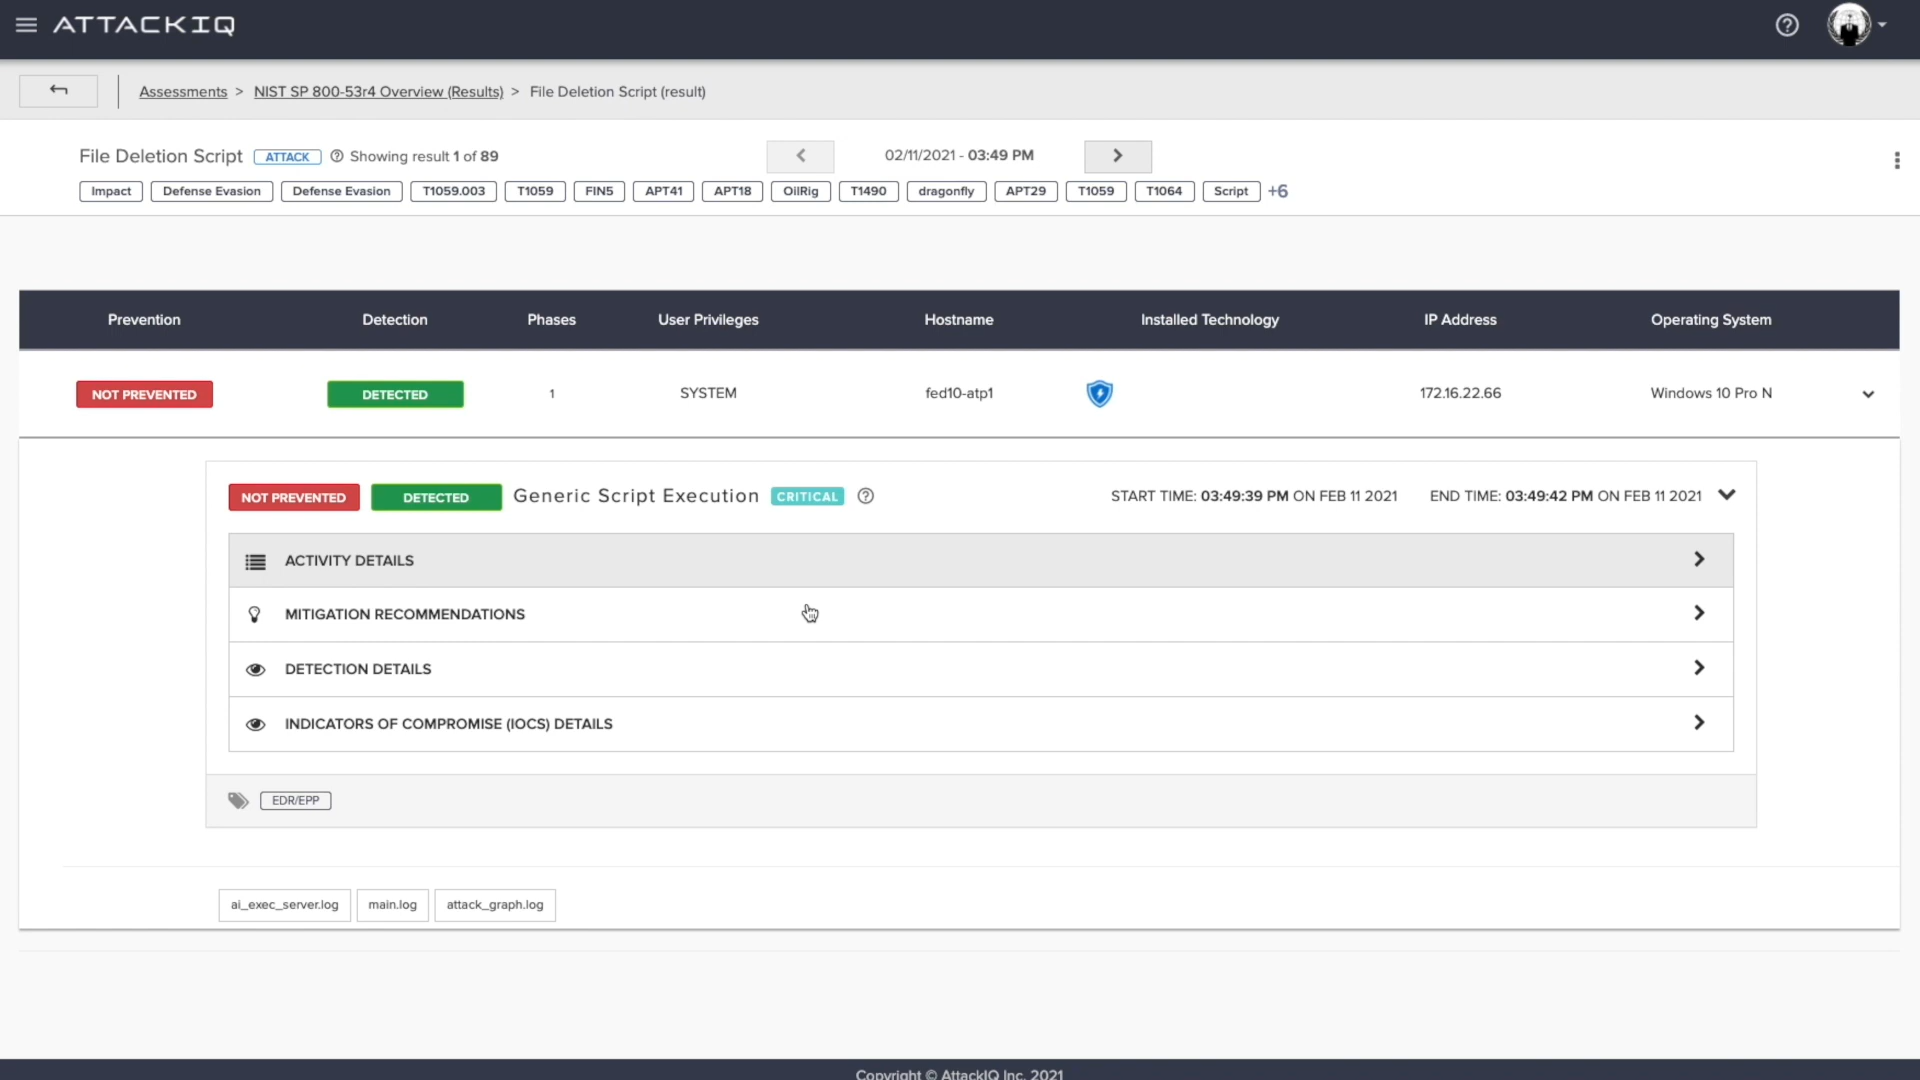 ATTACKIQ
Assessments > NIST SP 800-53r4 Overview (Results) > File Deletion Script (result)
File Deletion Script ATTACK Showing result 1 of 89
02/11/2021 - 03:49 PM
Impact Defense Evasion Defense Evasion T1059.003 T1059 FIN5 APT41 APT18 OilRig T1490 dragonfly APT29 T1059 T1064 Script +6
Prevention Detection Phases User Privileges Hostname Installed Technology IP Address Operating System
NOT PREVENTED DETECTED 1 SYSTEM fed10-atp1 172.16.22.66 Windows 10 Pro N
NOT PREVENTED DETECTED Generic Script Execution CRITICAL START TIME: 03:49:39 PM ON FEB 11 2021 END TIME: 03:49:42 PM ON FEB 11 2021
ACTIVITY DETAILS
MITIGATION RECOMMENDATIONS
DETECTION DETAILS
INDICATORS OF COMPROMISE (IOCS) DETAILS
EDR/EPP
ai_exec_server.log main.log attack_graph.log
Copyright © AttackIQ Inc. 2021